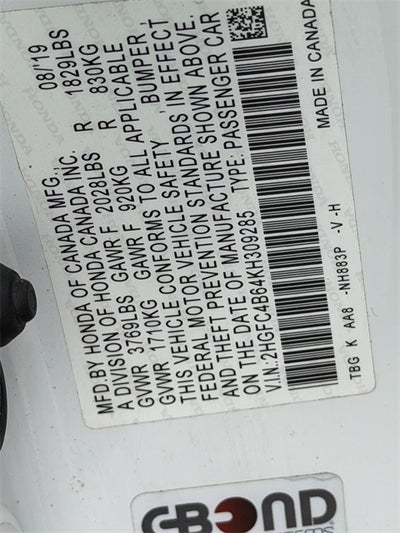 MFD.BY HONDA OF CANADA MFG. 08/19
A DIVISION OF HONDA CANADA INC.
GVWR 3769LBS GAWR F 2028LBS R 1829LBS
GVWR 1710KG GAWR F 920KG R 830KG
THIS VEHICLE CONFORMS TO ALL APPLICABLE
FEDERAL MOTOR VEHICLE SAFETY, BUMPER,
AND THEFT PREVENTION STANDARDS IN EFFECT
ON THE DATE OF MANUFACTURE SHOWN ABOVE.
V.I.N.:2HGFC4B64KH309285 TYPE: PASSENGER CAR
TBG K AA8 -NH883P -V -H MADE IN CANADA
G-BOND